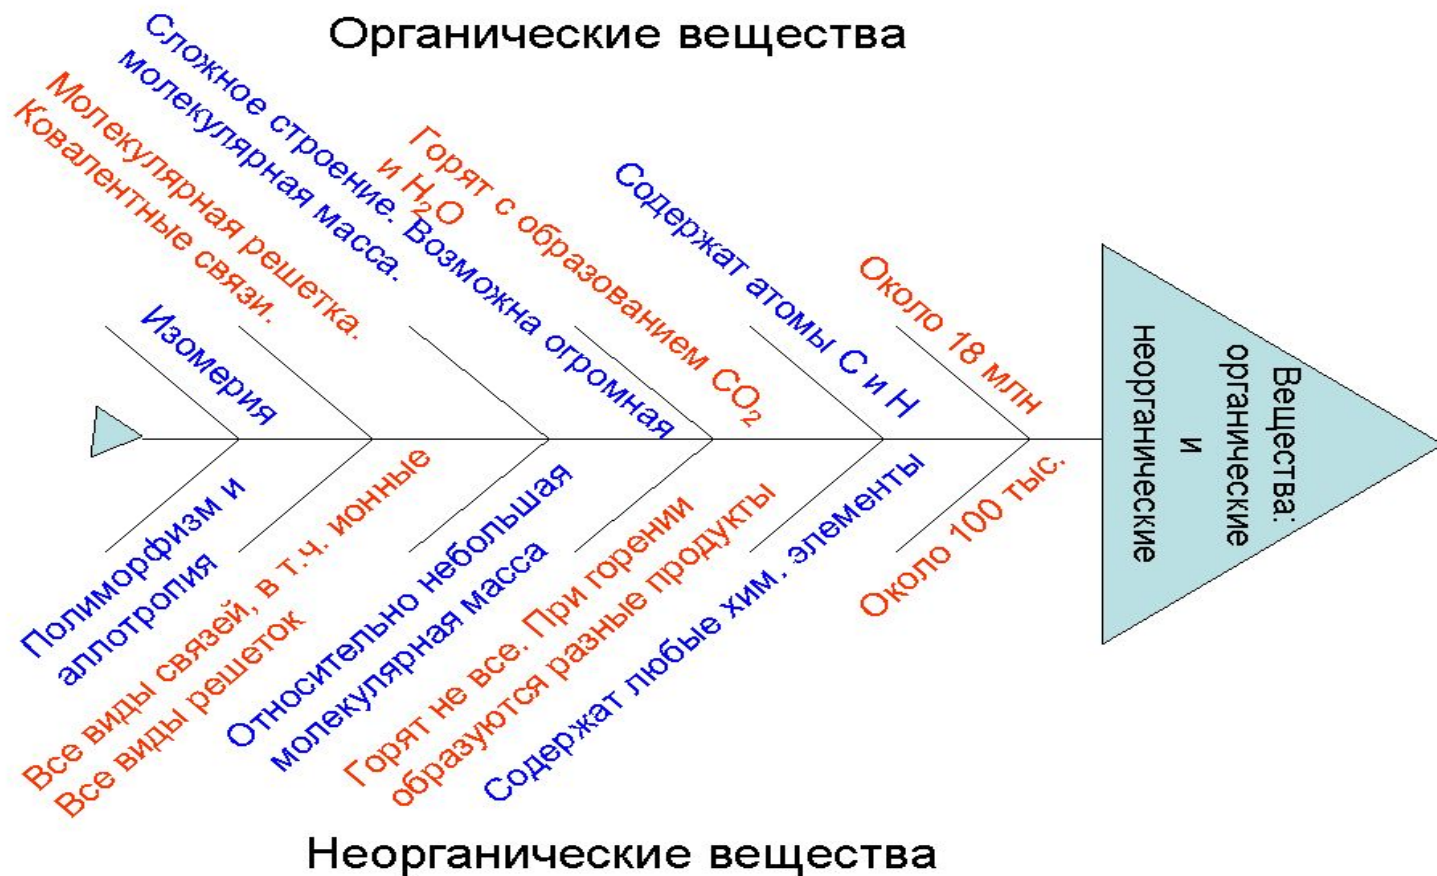 Органические вещества
Сложное строение. Возможна огромная
молекулярная масса.
Молекулярная решетка.
Ковалентные связи.
Изомерия
Горят с образованием CO₂
и H₂O
Содержат атомы С и Н
Около 18 млн
Вещества:
органические
и
неорганические
Полиморфизм и
аллотропия
Все виды связей, в т.ч. ионные
Все виды решеток
Относительно небольшая
молекулярная масса
Горят не все. При горении
образуются разные продукты
Содержат любые хим. элементы
Около 100 тыс.
Неорганические вещества